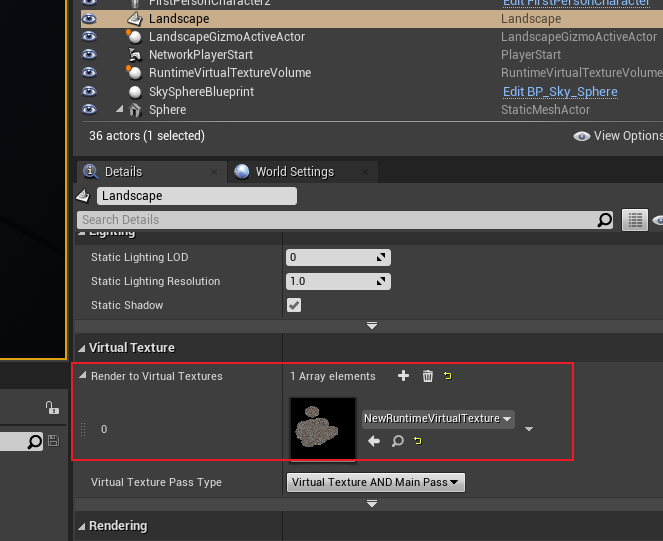 FirstPersonCharacter2 Edit FirstPersonCharacter
Landscape Landscape
LandscapeGizmoActiveActor LandscapeGizmoActiveActor
NetworkPlayerStart PlayerStart
RuntimeVirtualTextureVolume RuntimeVirtualTextureVolum
SkySphereBlueprint Edit BP_Sky_Sphere
Sphere StaticMeshActor
36 actors (1 selected) View Options
Details World Settings
Landscape
Search Details
Lighting
Static Lighting LOD 0
Static Lighting Resolution 1.0
Static Shadow
Virtual Texture
Render to Virtual Textures 1 Array elements
0 NewRuntimeVirtualTexture
Virtual Texture Pass Type Virtual Texture AND Main Pass
Rendering